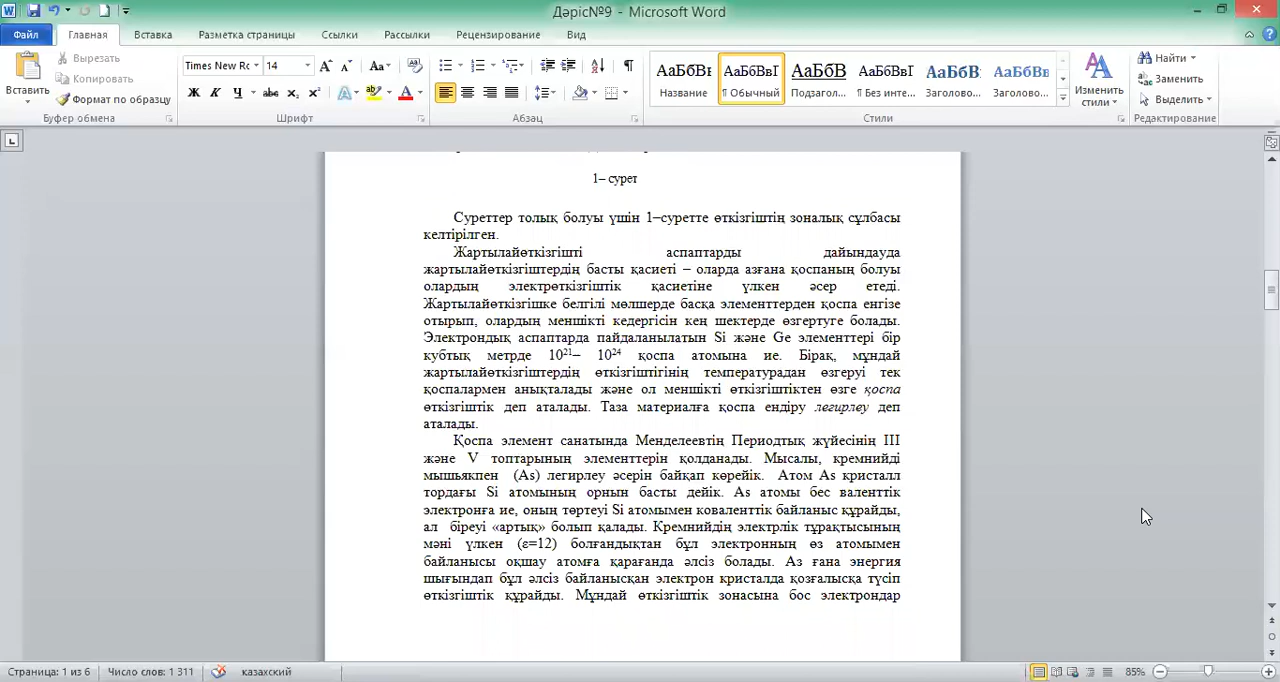 Дәріс№9 - Microsoft Word
Файл Главная Вставка Разметка страницы Ссылки Рассылки Рецензирование Вид
Вставить
Вырезать
Копировать
Формат по образцу
Буфер обмена
Times New Rc 14
Шрифт
Абзац
АаБбВı АаБбВвГ АаБбВ АаБбВвГ АаБбВ: АаБбВв
Название ¶ Обычный Подзагол... ¶ Без инте... Заголово... Заголово...
Изменить стили
Стили
Найти
Заменить
Выделить
Редактирование
1– сурет
Суреттер толық болуы үшін 1–суретте өткізгіштің зоналық сұлбасы
келтірілген.
Жартылайөткізгішті аспаптарды дайындауда
жартылайөткізгіштердің басты қасиеті – оларда азғана қоспаның болуы
олардың электрөткізгіштік қасиетіне үлкен әсер етеді.
Жартылайөткізгішке белгілі мөлшерде басқа элементтерден қоспа енгізе
отырып, олардың меншікті кедергісін кең шектерде өзгертуге болады.
Электрондық аспаптарда пайдаланылатын Si және Ge элементтері бір
кубтық метрде 10²¹– 10²⁴ қоспа атомына ие. Бірақ, мұндай
жартылайөткізгіштердің өткізгіштігінің температурадан өзгеруі тек
қоспалармен анықталады және ол меншікті өткізгіштіктен өзге қоспа
өткізгіштік деп аталады. Таза материалға қоспа ендіру легирлеу деп
аталады.
Қоспа элемент санатында Менделеевтің Периодтық жүйесінің III
және V топтарының элементтерін қолданады. Мысалы, кремнийді
мышьякпен (As) легирлеу әсерін байқап көрейік. Атом As кристалл
тордағы Si атомының орнын басты дейік. As атомы бес валенттік
электронға ие, оның төртеуі Si атомымен коваленттік байланыс құрайды,
ал біреуі «артық» болып қалады. Кремнийдің электрлік тұрақтысының
мәні үлкен (ε=12) болғандықтан бұл электронның өз атомымен
байланысы оқшау атомға қарағанда әлсіз болады. Аз ғана энергия
шығындап бұл әлсіз байланысқан электрон кристалда қозғалысқа түсіп
өткізгіштік құрайды. Мұндай өткізгіштік зонасына бос электрондар
Страница: 1 из 6 Число слов: 1 311 казахский 85%